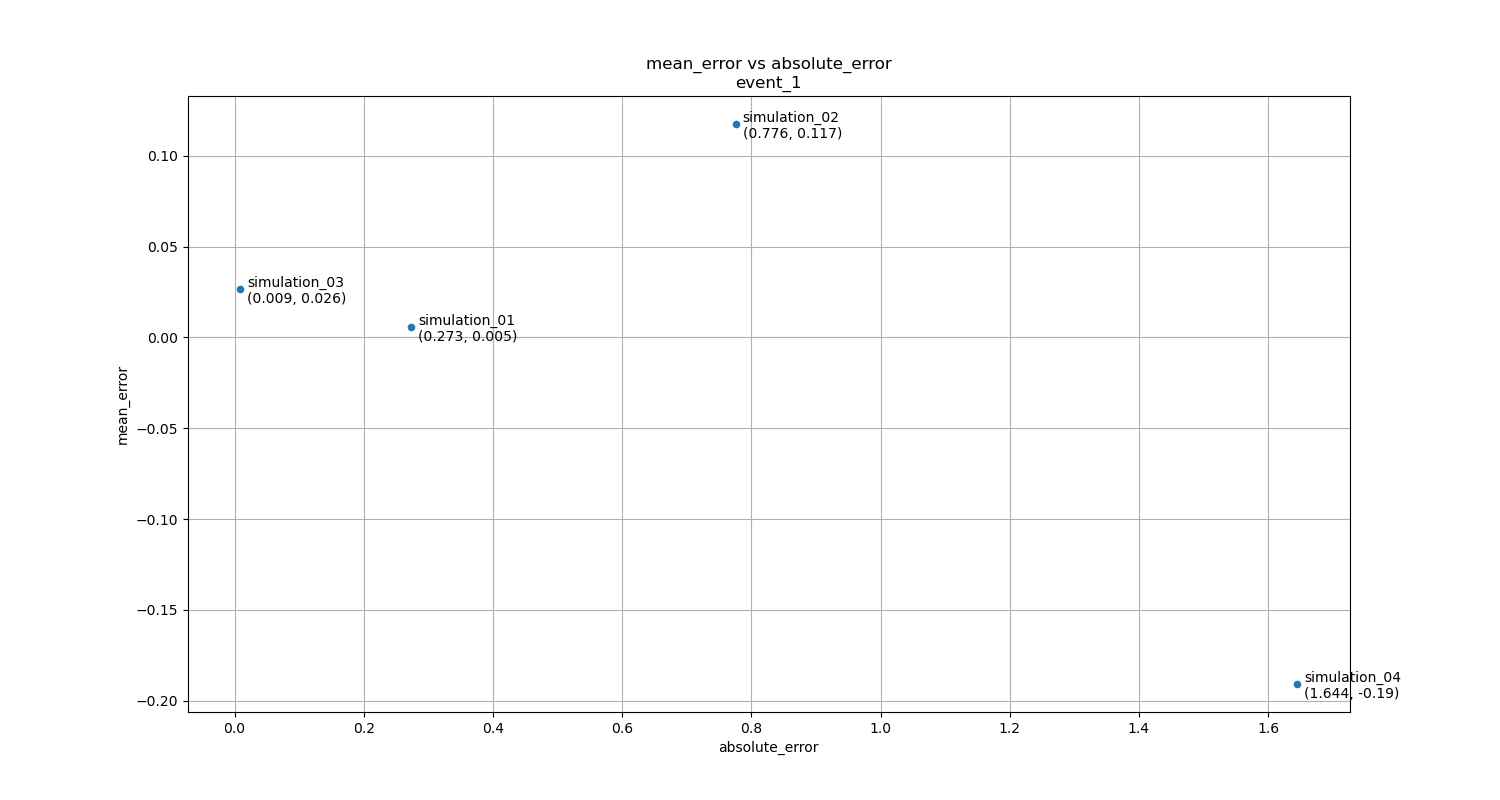 mean_error vs absolute_error
event_1
simulation_02
(0.776, 0.117)
0.10
0.05
simulation_03
(0.009, 0.026)
simulation_01
(0.273, 0.005)
0.00
mean_error
−0.05
−0.10
−0.15
simulation_04
(1.644, -0.19)
−0.20
0.0 0.2 0.4 0.6 0.8 1.0 1.2 1.4 1.6
absolute_error